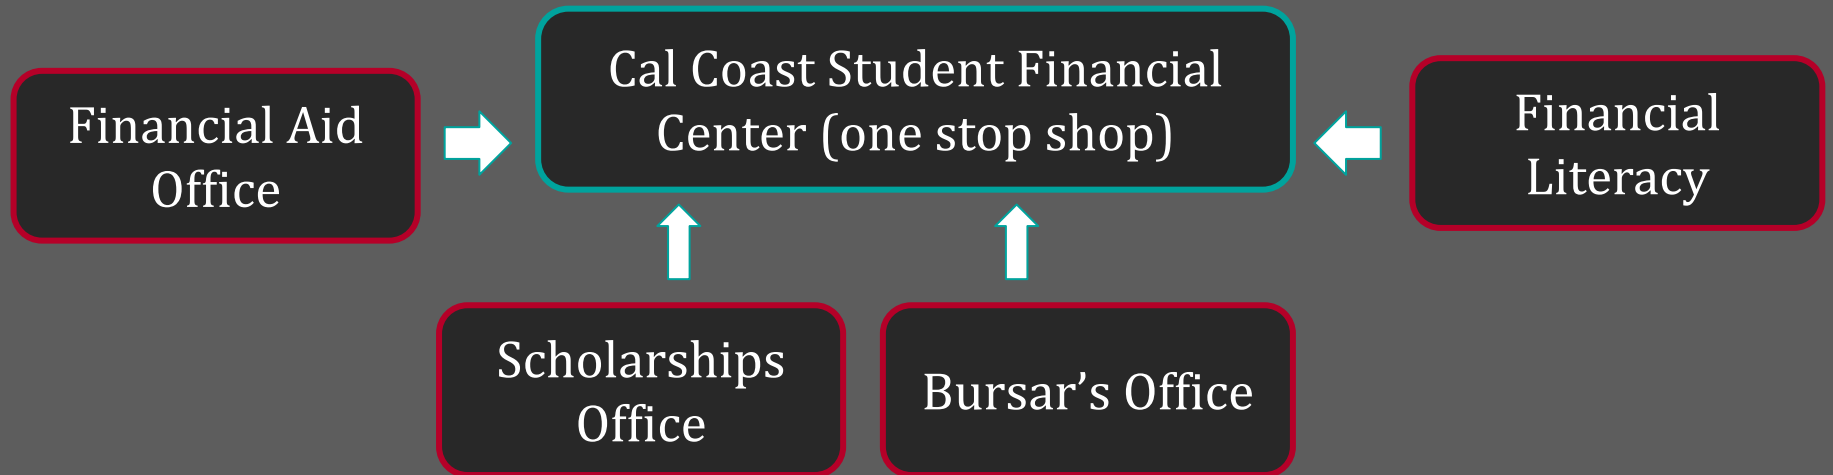 Cal Coast Student Financial
Center (one stop shop)
Financial Aid
Office
Financial
Literacy
Scholarships
Office
Bursar’s Office